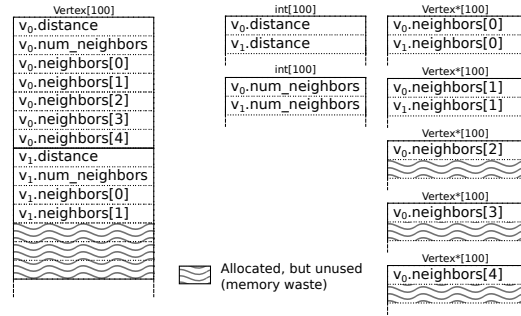 Vertex[100]
v₀.distance
v₀.num_neighbors
v₀.neighbors[0]
v₀.neighbors[1]
v₀.neighbors[2]
v₀.neighbors[3]
v₀.neighbors[4]
v₁.distance
v₁.num_neighbors
v₁.neighbors[0]
v₁.neighbors[1]
int[100]
v₀.distance
v₁.distance
int[100]
v₀.num_neighbors
v₁.num_neighbors
Vertex*[100]
v₀.neighbors[0]
v₁.neighbors[0]
Vertex*[100]
v₀.neighbors[1]
v₁.neighbors[1]
Vertex*[100]
v₀.neighbors[2]
Vertex*[100]
v₀.neighbors[3]
Vertex*[100]
v₀.neighbors[4]
Allocated, but unused
(memory waste)